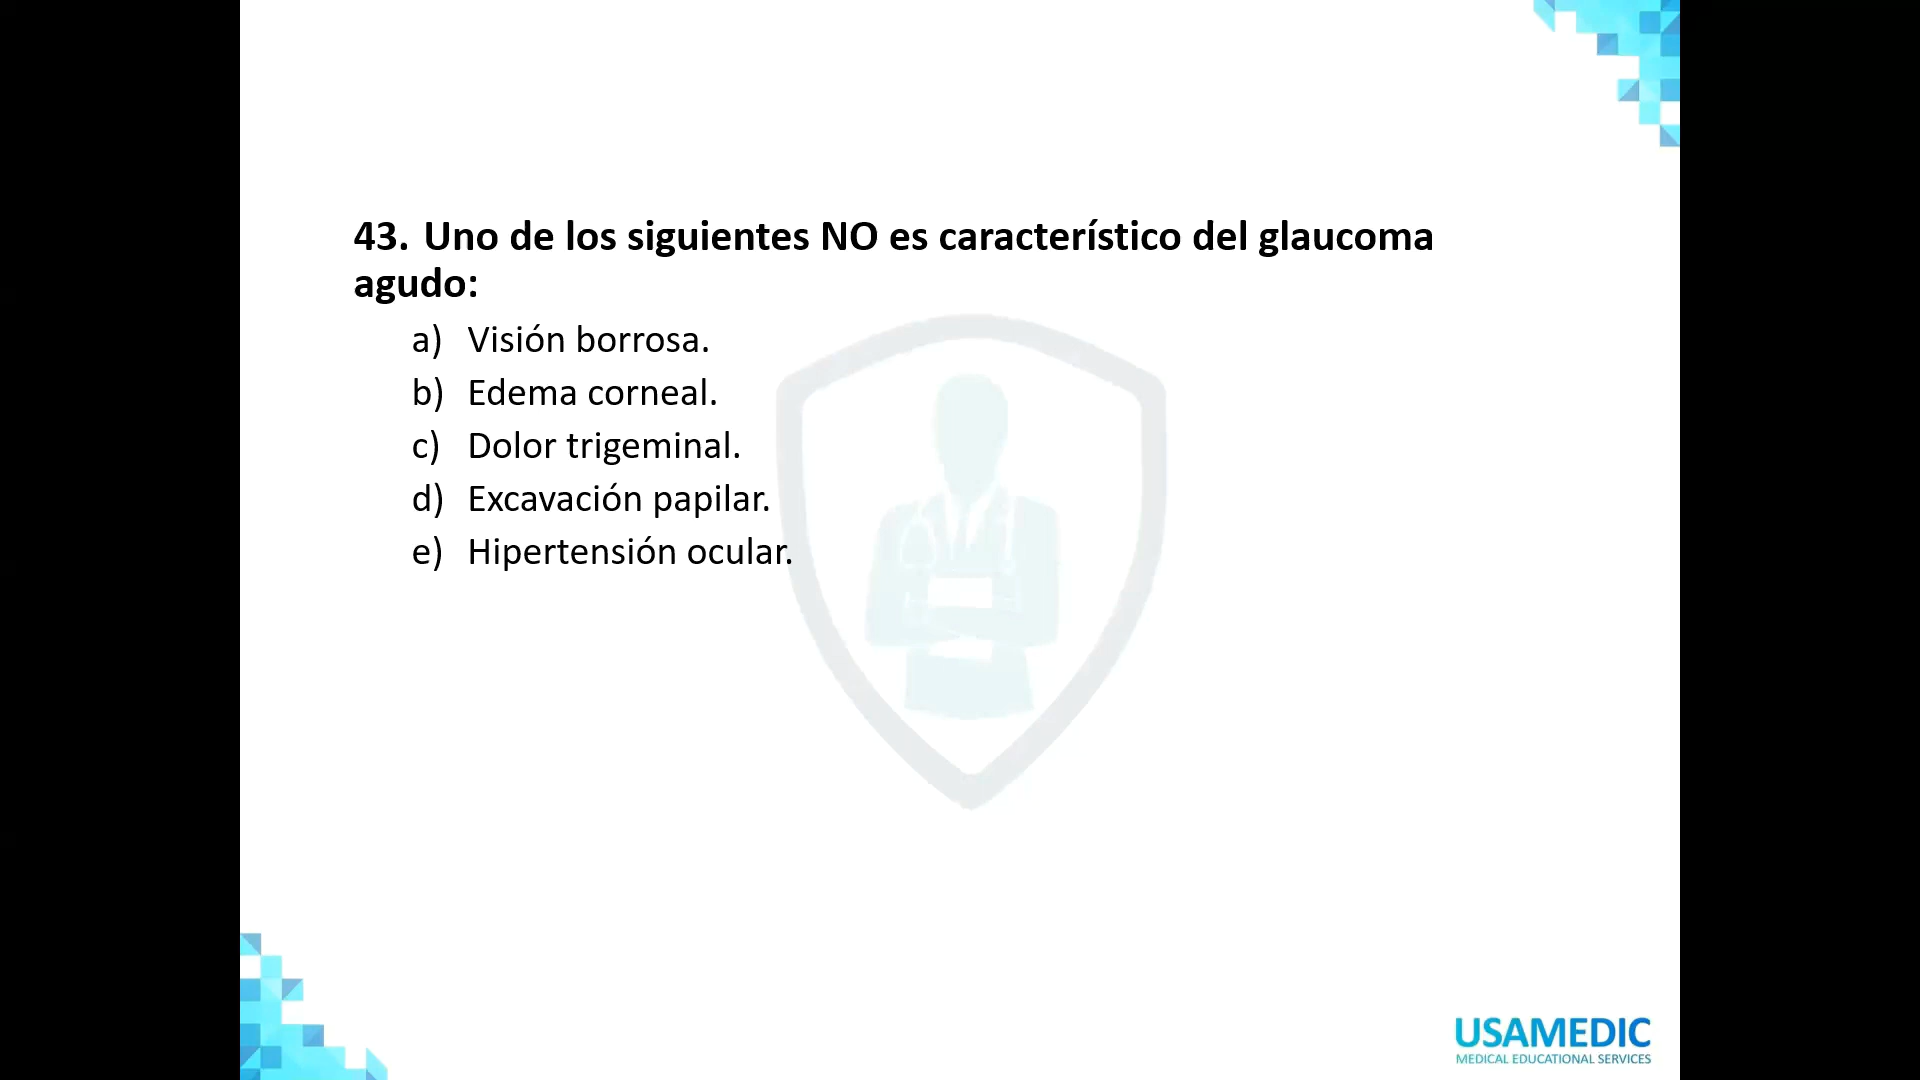 43. Uno de los siguientes NO es característico del glaucoma
agudo:
a) Visión borrosa.
b) Edema corneal.
c) Dolor trigeminal.
d) Excavación papilar.
e) Hipertensión ocular.
USAMEDIC
MEDICAL EDUCATIONAL SERVICES